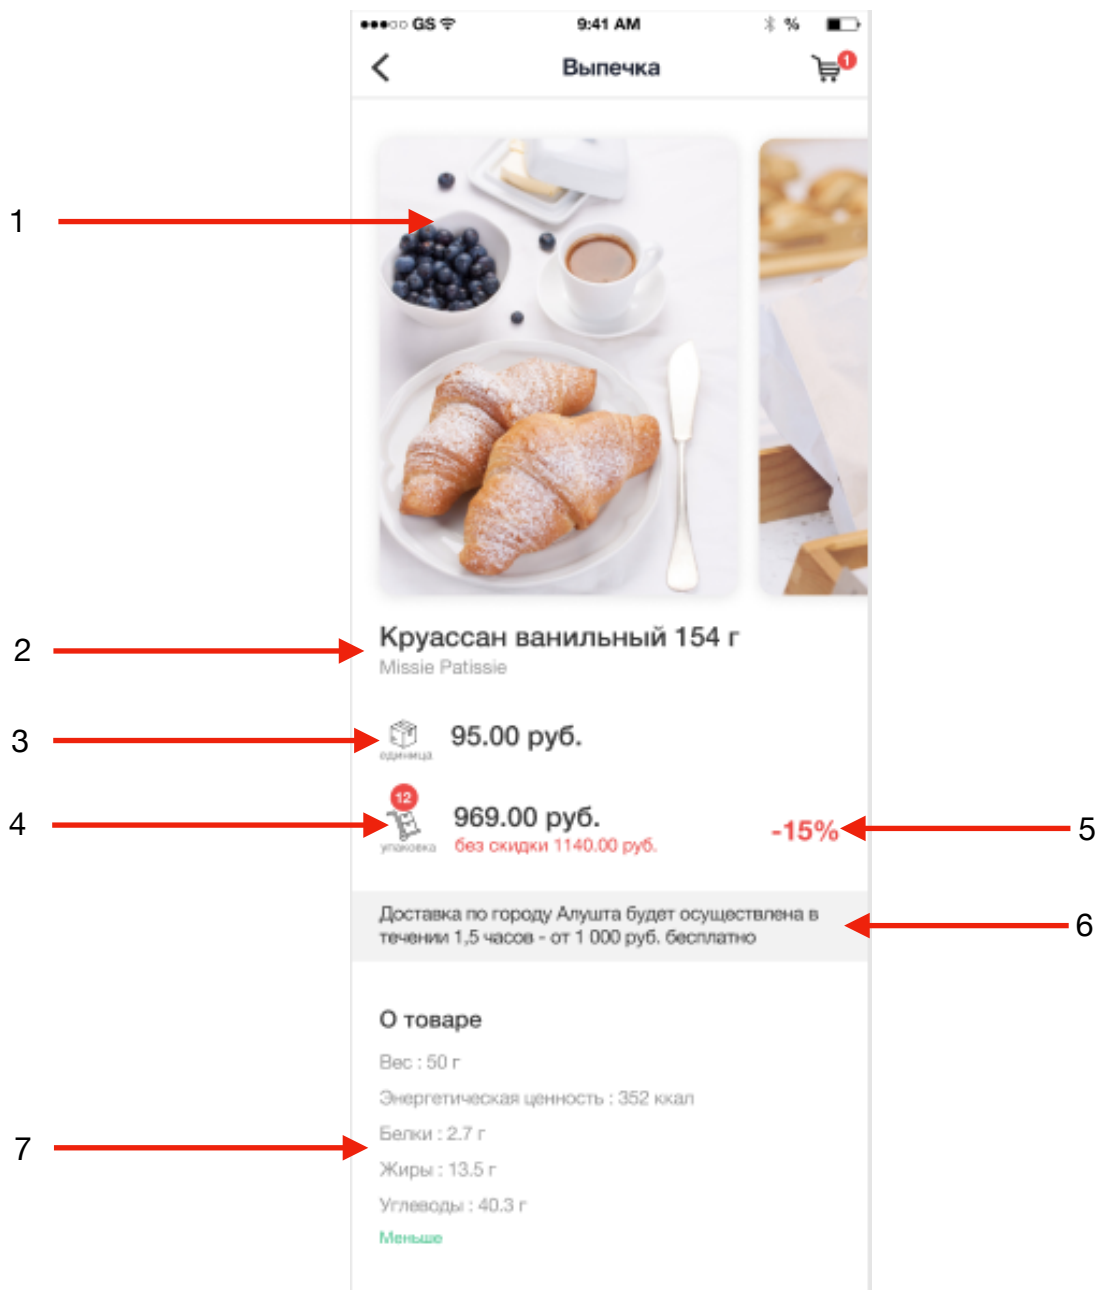 GS 9:41 AM %
Выпечка 1
1
2 Круассан ванильный 154 г
Missie Patissie
3 единица 95.00 руб.
12
4 упаковка 969.00 руб. -15% 5
без скидки 1140.00 руб.
Доставка по городу Алушта будет осуществлена в
течении 1,5 часов - от 1 000 руб. бесплатно
6
О товаре
Вес : 50 г
Энергетическая ценность : 352 ккал
Белки : 2.7 г
7
Жиры : 13.5 г
Углеводы : 40.3 г
Меньше